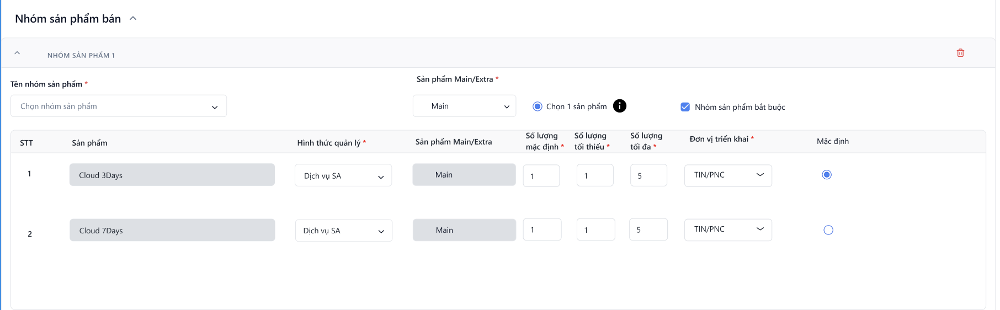 Nhóm sản phẩm bán
NHÓM SẢN PHẨM 1
Tên nhóm sản phẩm *
Sản phẩm Main/Extra *
Chọn nhóm sản phẩm
Main
Chọn 1 sản phẩm
Nhóm sản phẩm bắt buộc
STT
Sản phẩm
Hình thức quản lý *
Sản phẩm Main/Extra
Số lượng
mặc định *
Số lượng
tối thiểu *
Số lượng
tối đa *
Đơn vị triển khai *
Mặc định
1
Cloud 3Days
Dịch vụ SA
Main
1
1
5
TIN/PNC
2
Cloud 7Days
Dịch vụ SA
Main
1
1
5
TIN/PNC